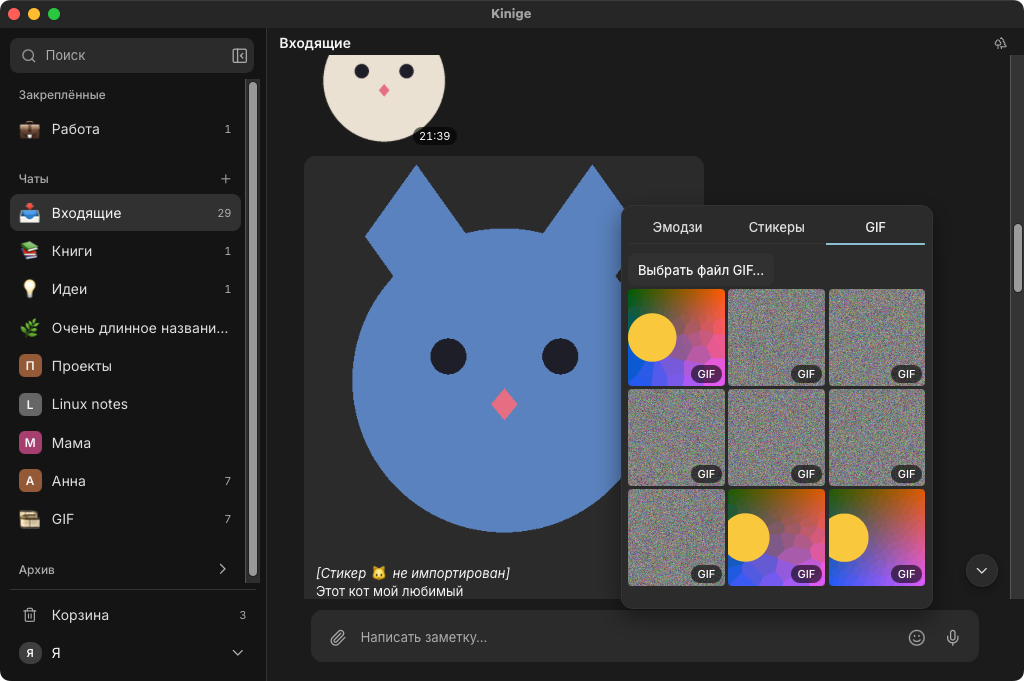 Kinige
Поиск
Закреплённые
Работа 1
Чаты +
Входящие 29
Книги 1
Идеи 1
Очень длинное названи...
П Проекты
L Linux notes
М Мама
А Анна 7
GIF 7
Архив
Корзина 3
Я Я
Входящие
21:39
[Стикер 🐱 не импортирован]
Этот кот мой любимый
Эмодзи Стикеры GIF
Выбрать файл GIF...
GIF GIF GIF
GIF GIF GIF
GIF GIF GIF
Написать заметку...